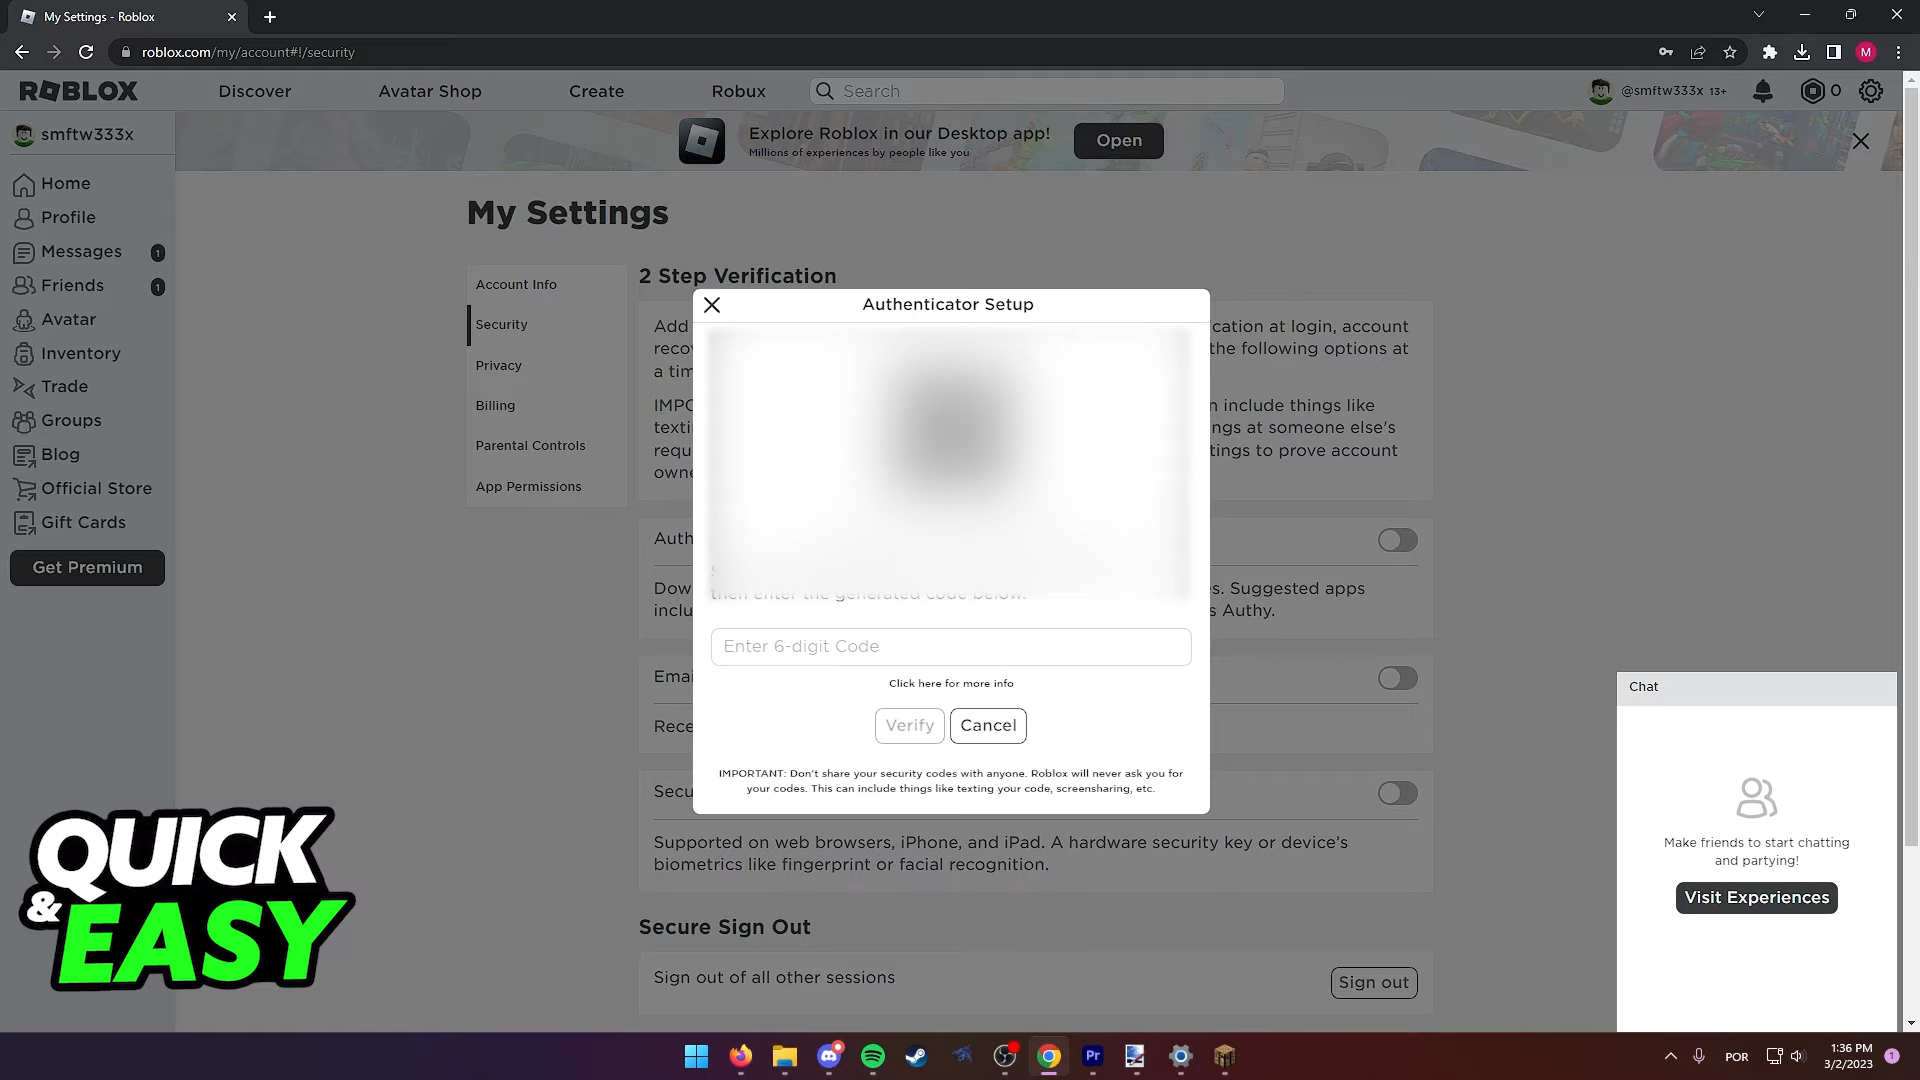 My Settings - Roblox
roblox.com/my/account#!/security
M
ROBLOX
Discover
Avatar Shop
Create
Robux
Search
@smftw333x 13+
0
smftw333x
Home
Profile
Messages 1
Friends 1
Avatar
Inventory
Trade
Groups
Blog
Official Store
Gift Cards
Get Premium
Explore Roblox in our Desktop app!
Millions of experiences by people like you
Open
My Settings
Account Info
Security
Privacy
Billing
Parental Controls
App Permissions
2 Step Verification
Add
cation at login, account
reco
the following options at
a tim
IMPO
n include things like
texti
ngs at someone else's
requ
tings to prove account
owne
Auth
Dow
s. Suggested apps
inclu
s Authy.
Emai
Rece
Secu
Supported on web browsers, iPhone, and iPad. A hardware security key or device's
biometrics like fingerprint or facial recognition.
Secure Sign Out
Sign out of all other sessions
Sign out
Authenticator Setup
then enter the generated code below.
Enter 6-digit Code
Click here for more info
Verify
Cancel
IMPORTANT: Don't share your security codes with anyone. Roblox will never ask you for
your codes. This can include things like texting your code, screensharing, etc.
Chat
Make friends to start chatting
and partying!
Visit Experiences
QUICK
&
EASY
Pr
POR
1:36 PM
3/2/2023
1